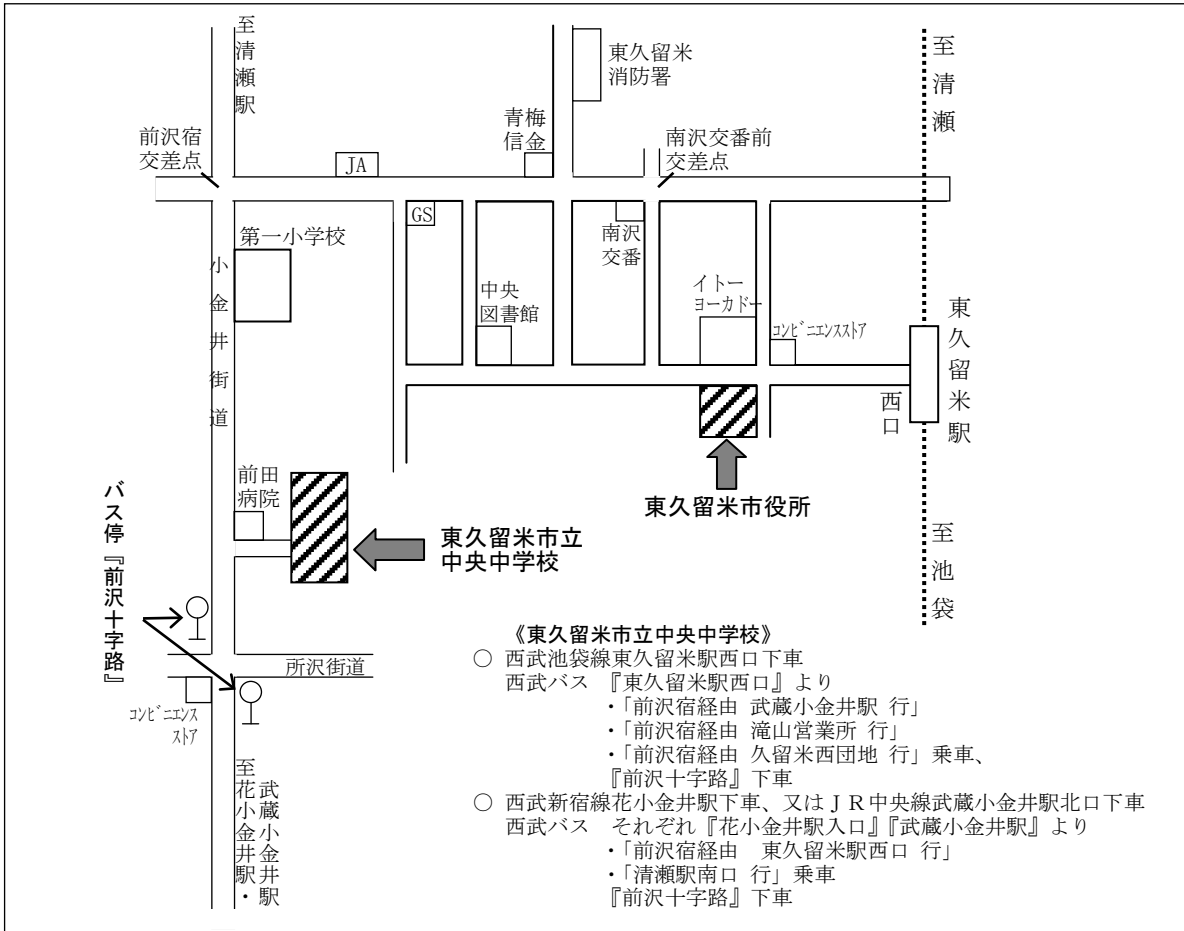 至清瀬駅
東久留米
消防署
至清瀬
青梅
信金
前沢宿
交差点
南沢交番前
交差点
JA
GS
第一小学校
南沢
交番
小金井街道
中央
図書館
イトー
ヨーカドー
コンビニエンスストア
東久留米駅
西口
前田
病院
バス停『前沢十字路』
東久留米市役所
東久留米市立
中央中学校
至池袋
所沢街道
コンビニエンス
ストア
至花小金井駅・
武蔵小金井駅
《東久留米市立中央中学校》
○ 西武池袋線東久留米駅西口下車
西武バス 『東久留米駅西口』より
・「前沢宿経由 武蔵小金井駅 行」
・「前沢宿経由 滝山営業所 行」
・「前沢宿経由 久留米西団地 行」乗車、
『前沢十字路』下車
○ 西武新宿線花小金井駅下車、又はＪＲ中央線武蔵小金井駅北口下車
西武バス それぞれ『花小金井駅入口』『武蔵小金井駅』より
・「前沢宿経由 東久留米駅西口 行」
・「清瀬駅南口 行」乗車
『前沢十字路』下車